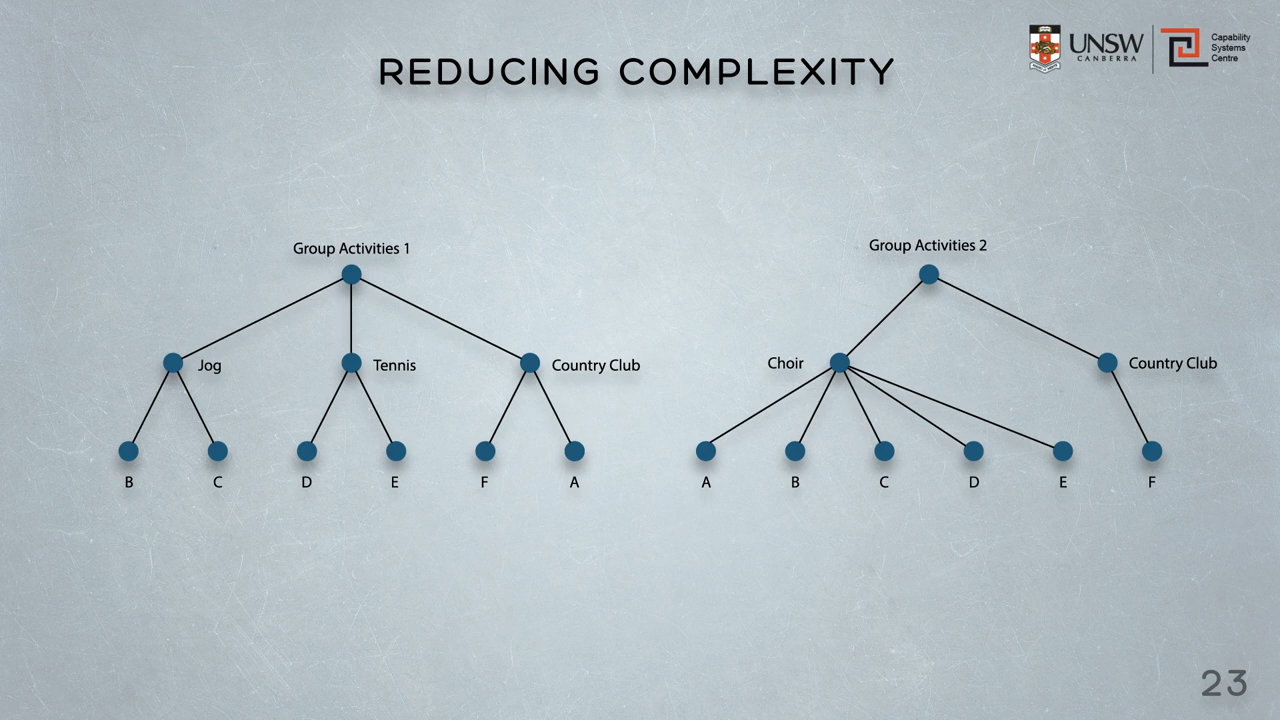 REDUCING COMPLEXITY
UNSW
CANBERRA
Capability
Systems
Centre
Group Activities 1
Jog
Tennis
Country Club
B C D E F A
Group Activities 2
Choir
Country Club
A B C D E F
23